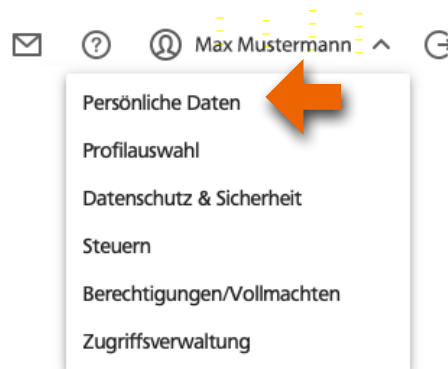 Max Mustermann
Persönliche Daten
Profilauswahl
Datenschutz & Sicherheit
Steuern
Berechtigungen/Vollmachten
Zugriffsverwaltung